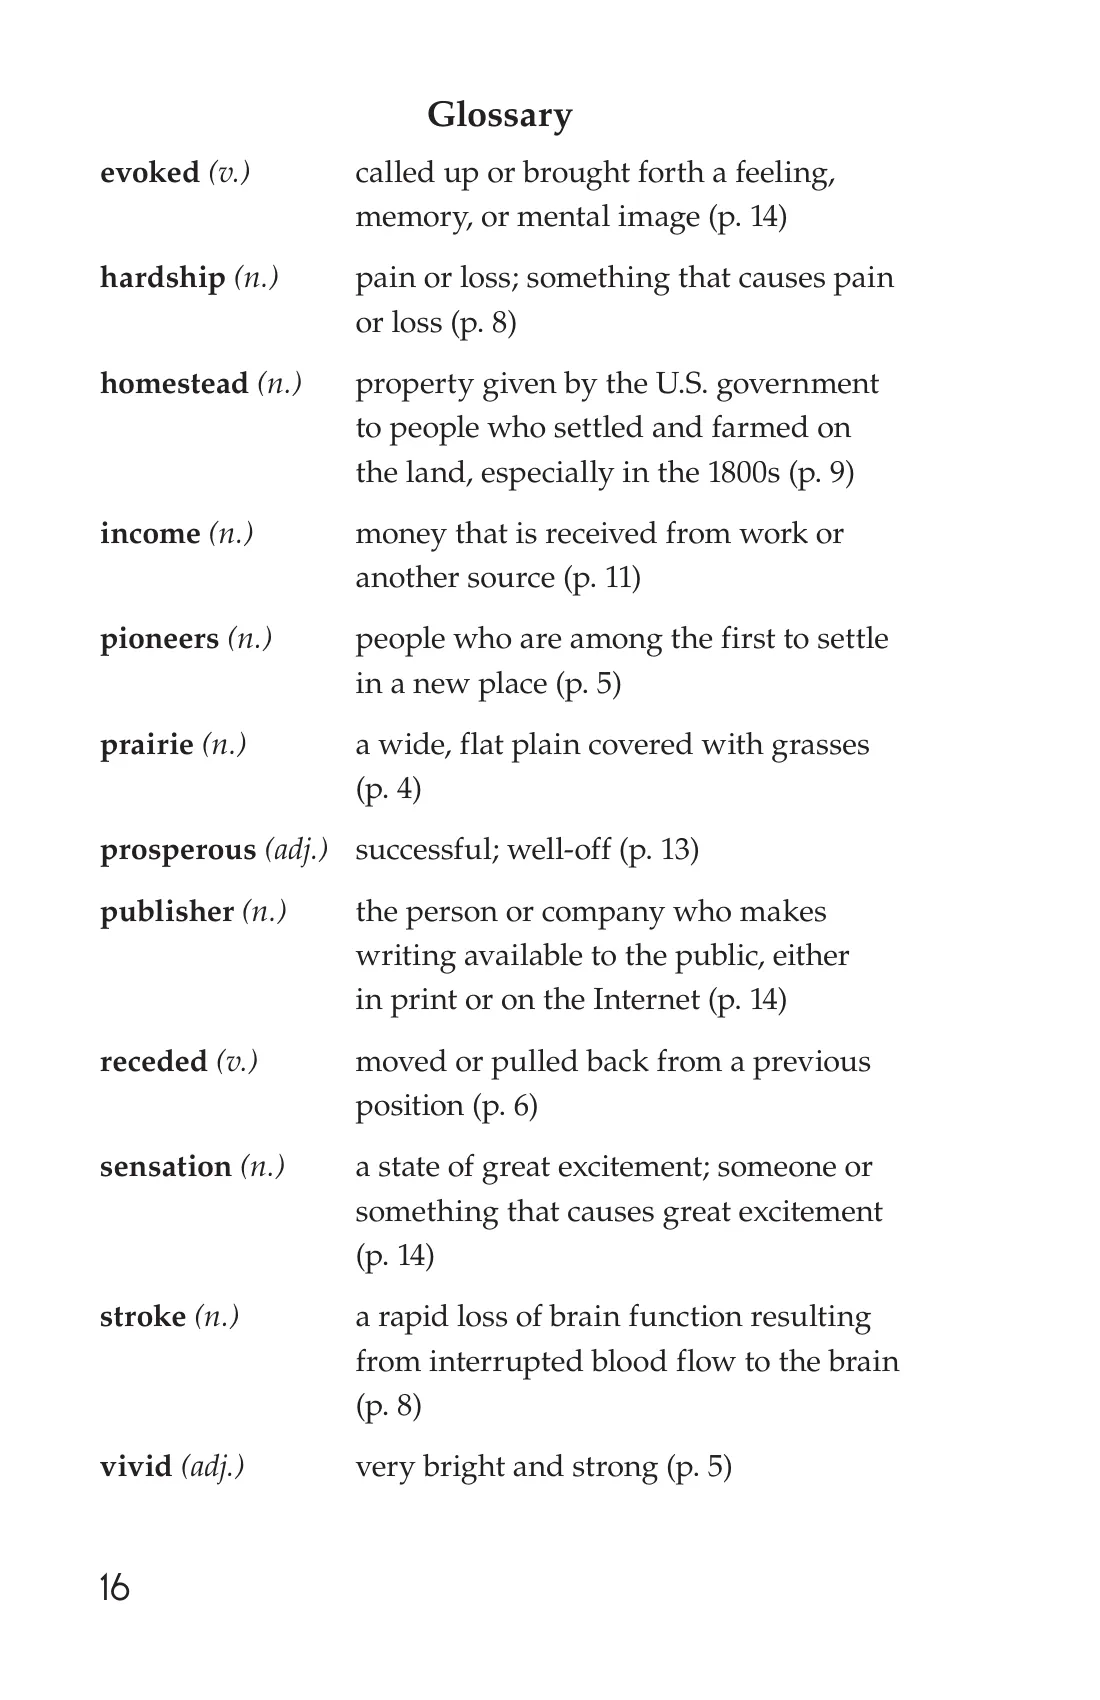 Glossary
evoked (v.) called up or brought forth a feeling,
memory, or mental image (p. 14)
hardship (n.) pain or loss; something that causes pain
or loss (p. 8)
homestead (n.) property given by the U.S. government
to people who settled and farmed on
the land, especially in the 1800s (p. 9)
income (n.) money that is received from work or
another source (p. 11)
pioneers (n.) people who are among the first to settle
in a new place (p. 5)
prairie (n.) a wide, flat plain covered with grasses
(p. 4)
prosperous (adj.) successful; well-off (p. 13)
publisher (n.) the person or company who makes
writing available to the public, either
in print or on the Internet (p. 14)
receded (v.) moved or pulled back from a previous
position (p. 6)
sensation (n.) a state of great excitement; someone or
something that causes great excitement
(p. 14)
stroke (n.) a rapid loss of brain function resulting
from interrupted blood flow to the brain
(p. 8)
vivid (adj.) very bright and strong (p. 5)
16